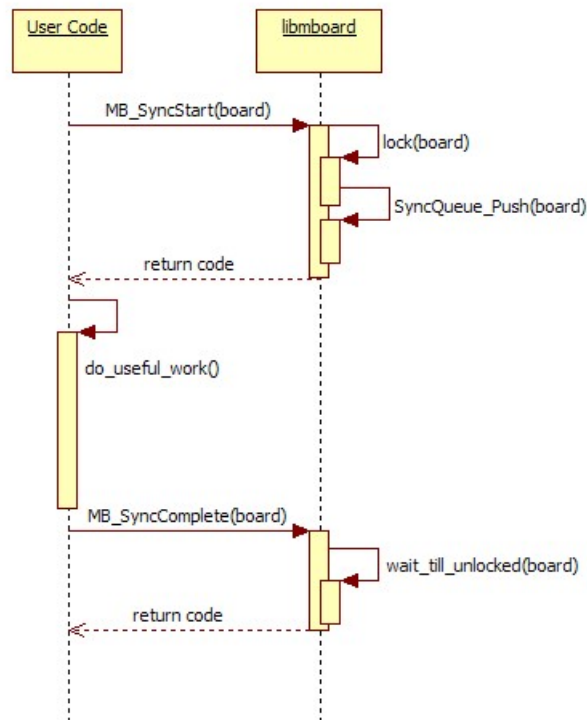 User Code
libmboard
MB_SyncStart(board)
lock(board)
SyncQueue_Push(board)
return code
do_useful_work()
MB_SyncComplete(board)
wait_till_unlocked(board)
return code